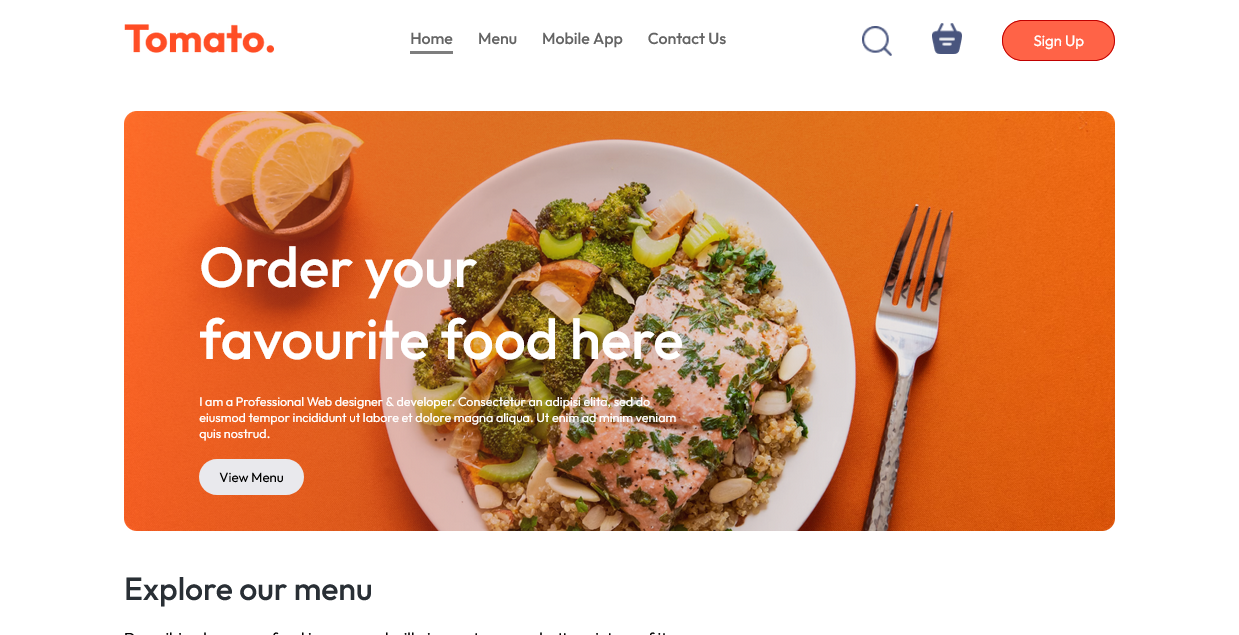 Tomato.
Home Menu Mobile App Contact Us
Sign Up
Order your
favourite food here
I am a Professional Web designer & developer. Consectetur an adipisi elita, sed do
eiusmod tempor incididunt ut labore et dolore magna aliqua. Ut enim ad minim veniam
quis nostrud.
View Menu
Explore our menu